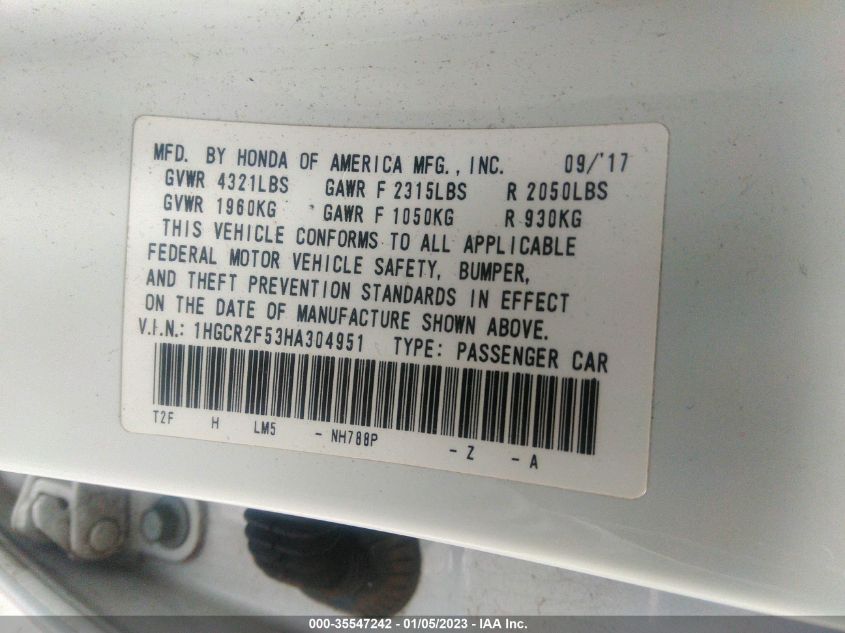 MFD. BY HONDA OF AMERICA MFG., INC. 09/'17
GVWR 4321LBS GAWR F 2315LBS R 2050LBS
GVWR 1960KG GAWR F 1050KG R 930KG
THIS VEHICLE CONFORMS TO ALL APPLICABLE
FEDERAL MOTOR VEHICLE SAFETY, BUMPER,
AND THEFT PREVENTION STANDARDS IN EFFECT
ON THE DATE OF MANUFACTURE SHOWN ABOVE.
V.I.N.: 1HGCR2F53HA304951 TYPE: PASSENGER CAR
T2F H LM5 - NH788P - Z - A
000-35547242 - 01/05/2023 - IAA Inc.